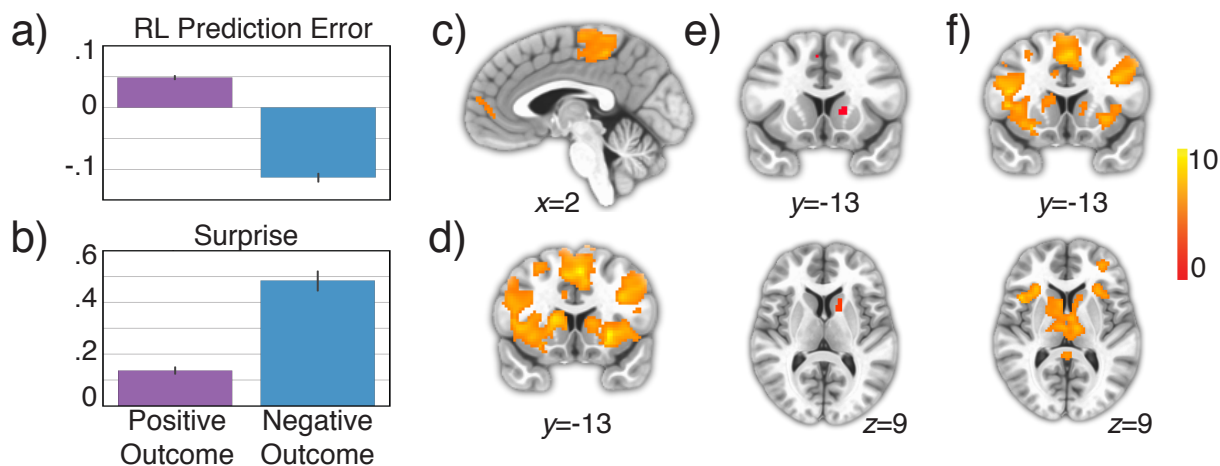 a)
RL Prediction Error
.1
0
-.1
b)
Surprise
.6
.4
.2
0
Positive
Outcome
Negative
Outcome
c)
x=2
d)
y=-13
e)
y=-13
z=9
f)
y=-13
z=9
10
0